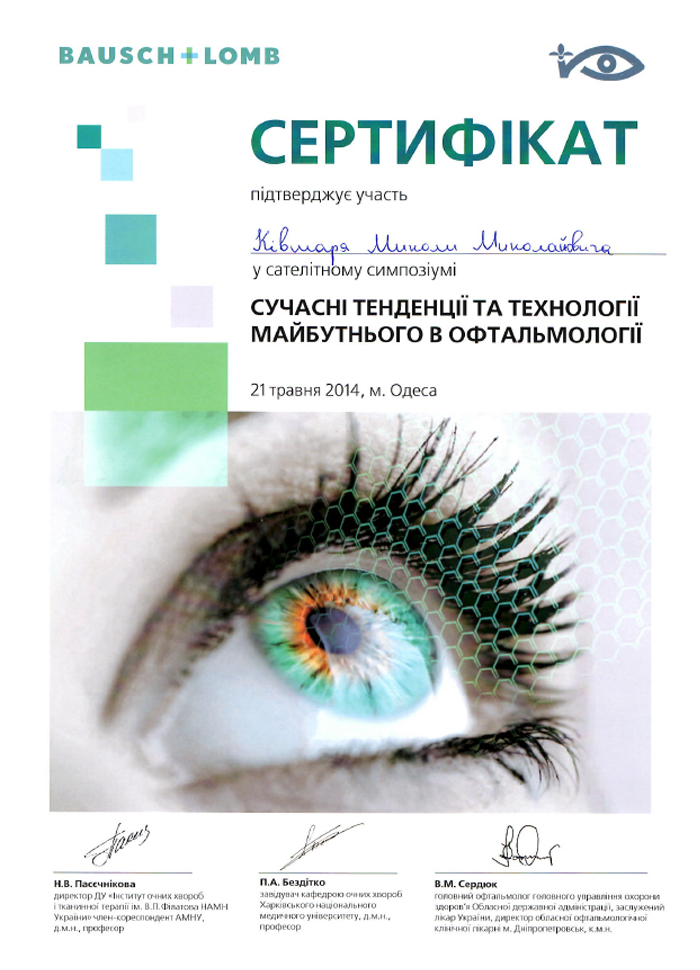 BAUSCH+LOMB
СЕРТИФІКАТ
підтверджує участь
Ківшаря Миколи Миколайовича
у сателітному симпозіумі
СУЧАСНІ ТЕНДЕНЦІЇ ТА ТЕХНОЛОГІЇ
МАЙБУТНЬОГО В ОФТАЛЬМОЛОГІЇ
21 травня 2014, м. Одеса
Н.В. Пасєчнікова
директор ДУ «Інститут очних хвороб
і тканинної терапії ім. В.П.Філатова НАМН
України» член-кореспондент АМНУ,
д.м.н., професор
П.А. Бездітко
завідувач кафедрою очних хвороб
Харківського національного
медичного університету, д.м.н.,
професор
В.М. Сердюк
головний офтальмолог головного управління охорони
здоров'я Обласної державної адміністрації, заслужений
лікар України, директор обласної офтальмологічної
клінічної лікарні м. Дніпропетровськ, к.м.н.